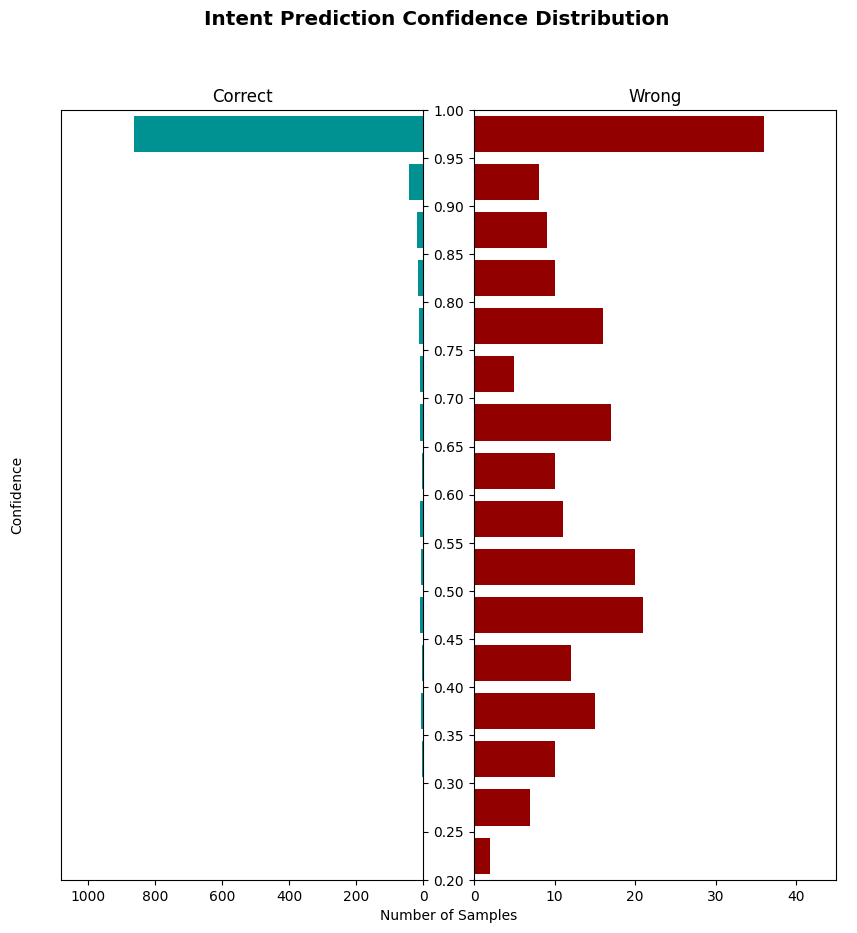 Intent Prediction Confidence Distribution
Correct
Wrong
1.00
0.95
0.90
0.85
0.80
0.75
0.70
0.65
0.60
0.55
0.50
0.45
0.40
0.35
0.30
0.25
0.20
Confidence
1000 800 600 400 200 0
0 10 20 30 40
Number of Samples